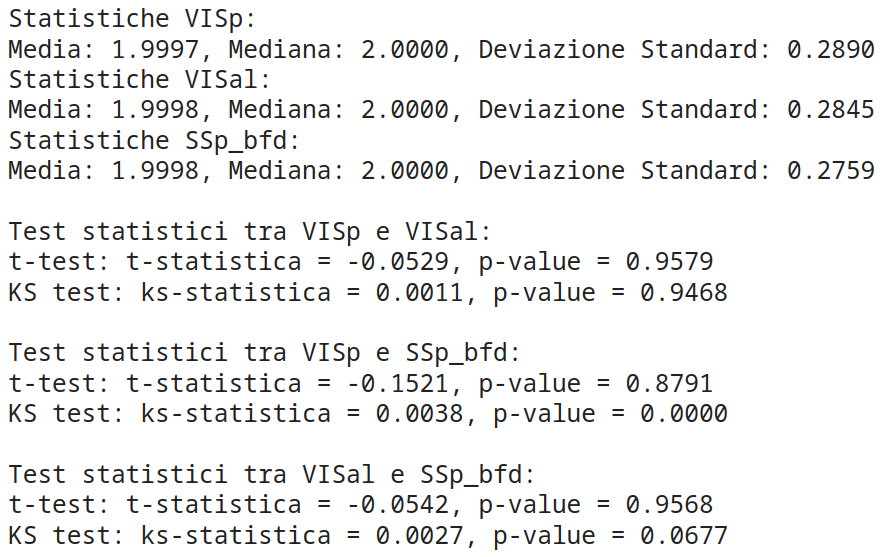 Statistiche VISp:
Media: 1.9997, Mediana: 2.0000, Deviazione Standard: 0.2890
Statistiche VISal:
Media: 1.9998, Mediana: 2.0000, Deviazione Standard: 0.2845
Statistiche SSp_bfd:
Media: 1.9998, Mediana: 2.0000, Deviazione Standard: 0.2759
Test statistici tra VISp e VISal:
t-test: t-statistica = -0.0529, p-value = 0.9579
KS test: ks-statistica = 0.0011, p-value = 0.9468
Test statistici tra VISp e SSp_bfd:
t-test: t-statistica = -0.1521, p-value = 0.8791
KS test: ks-statistica = 0.0038, p-value = 0.0000
Test statistici tra VISal e SSp_bfd:
t-test: t-statistica = -0.0542, p-value = 0.9568
KS test: ks-statistica = 0.0027, p-value = 0.0677